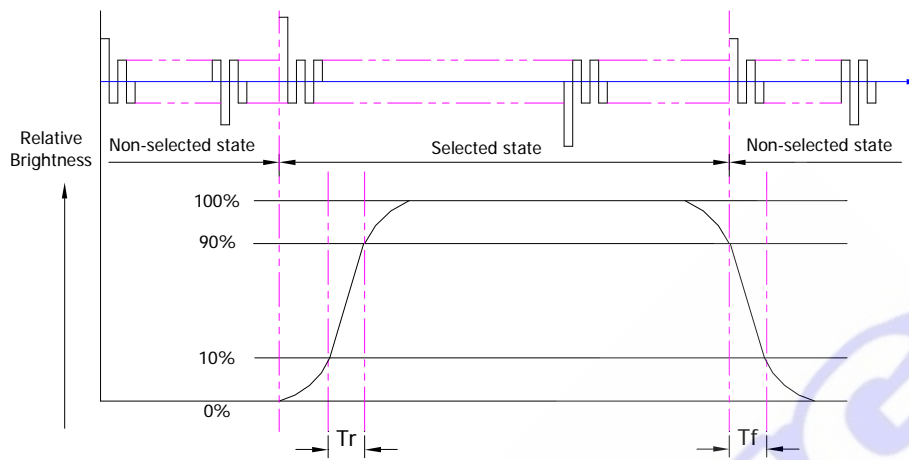 Relative
Brightness
Non-selected state
Selected state
Non-selected state
100%
90%
10%
0%
Tr
Tf